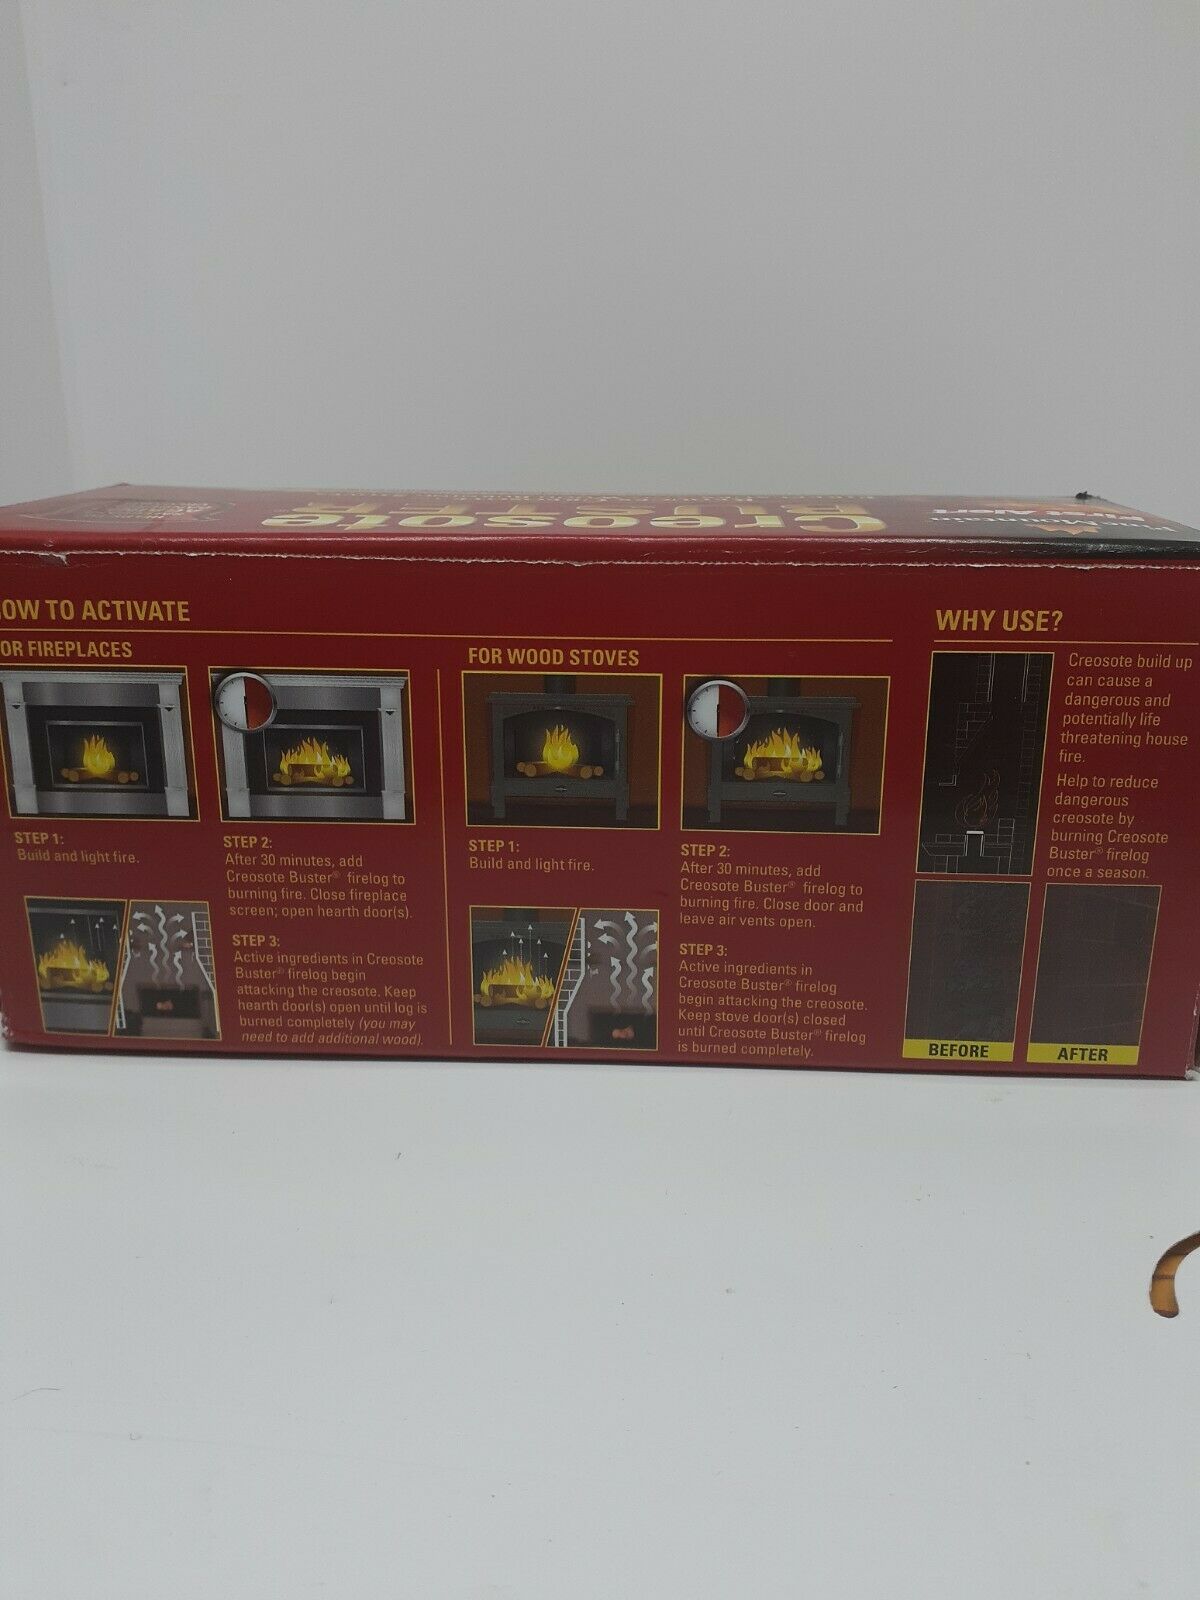 Creosote
BUSTER
Pine Mountain
First Alert
HOW TO ACTIVATE
FOR FIREPLACES
STEP 1:
Build and light fire.
STEP 2:
After 30 minutes, add
Creosote Buster® firelog to
burning fire. Close fireplace
screen; open hearth door(s).
STEP 3:
Active ingredients in Creosote
Buster® firelog begin
attacking the creosote. Keep
hearth door(s) open until log is
burned completely (you may
need to add additional wood).
FOR WOOD STOVES
STEP 1:
Build and light fire.
STEP 2:
After 30 minutes, add
Creosote Buster® firelog to
burning fire. Close door and
leave air vents open.
STEP 3:
Active ingredients in
Creosote Buster® firelog
begin attacking the creosote.
Keep stove door(s) closed
until Creosote Buster® firelog
is burned completely.
WHY USE?
Creosote build up
can cause a
dangerous and
potentially life
threatening house
fire.
Help to reduce
dangerous
creosote by
burning Creosote
Buster® firelog
once a season.
BEFORE
AFTER